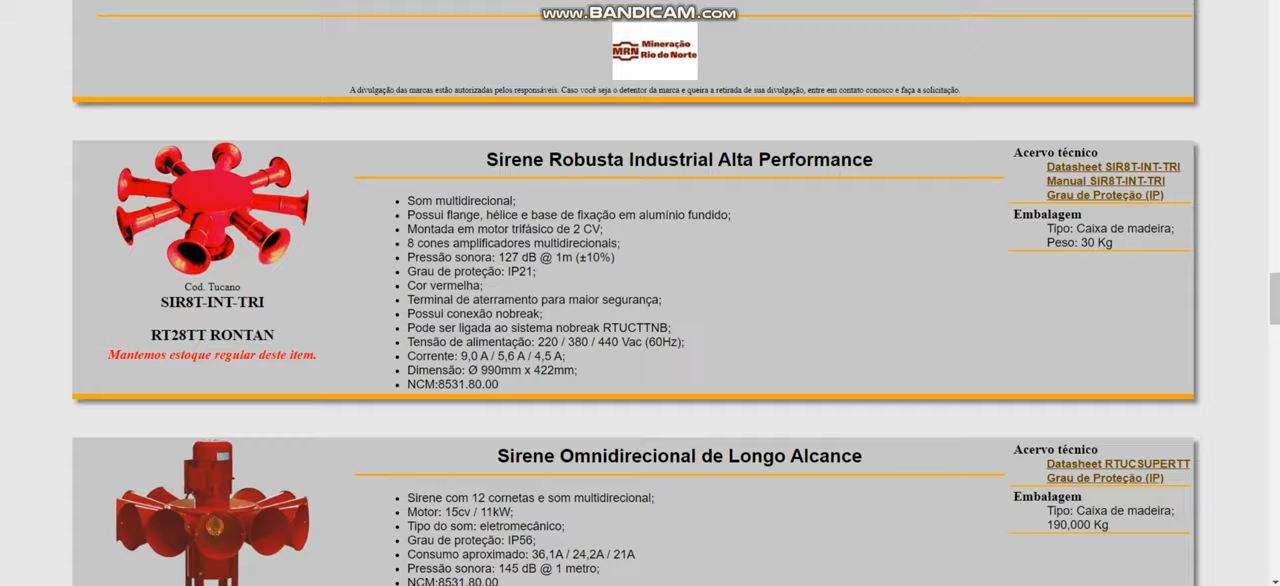 www.BANDICAM.com
MRN Mineração
Rio do Norte
A divulgação das marcas estão autorizadas pelos responsáveis. Caso você seja o detentor da marca e queira a retirada de sua divulgação, entre em contato conosco e faça a solicitação.
Cod. Tucano
SIR8T-INT-TRI
RT28TT RONTAN
Mantemos estoque regular deste item.
Sirene Robusta Industrial Alta Performance
• Som multidirecional;
• Possui flange, hélice e base de fixação em alumínio fundido;
• Montada em motor trifásico de 2 CV;
• 8 cones amplificadores multidirecionais;
• Pressão sonora: 127 dB @ 1m (±10%)
• Grau de proteção: IP21;
• Cor vermelha;
• Terminal de aterramento para maior segurança;
• Possui conexão nobreak;
• Pode ser ligada ao sistema nobreak RTUCTTNB;
• Tensão de alimentação: 220 / 380 / 440 Vac (60Hz);
• Corrente: 9,0 A / 5,6 A / 4,5 A;
• Dimensão: Ø 990mm x 422mm;
• NCM:8531.80.00
Acervo técnico
Datasheet SIR8T-INT-TRI
Manual SIR8T-INT-TRI
Grau de Proteção (IP)
Embalagem
Tipo: Caixa de madeira;
Peso: 30 Kg
Sirene Omnidirecional de Longo Alcance
• Sirene com 12 cornetas e som multidirecional;
• Motor: 15cv / 11kW;
• Tipo do som: eletromecânico;
• Grau de proteção: IP56;
• Consumo aproximado: 36,1A / 24,2A / 21A
• Pressão sonora: 145 dB @ 1 metro;
• NCM:8531.80.00
Acervo técnico
Datasheet RTUCSUPERTT
Grau de Proteção (IP)
Embalagem
Tipo: Caixa de madeira;
190,000 Kg